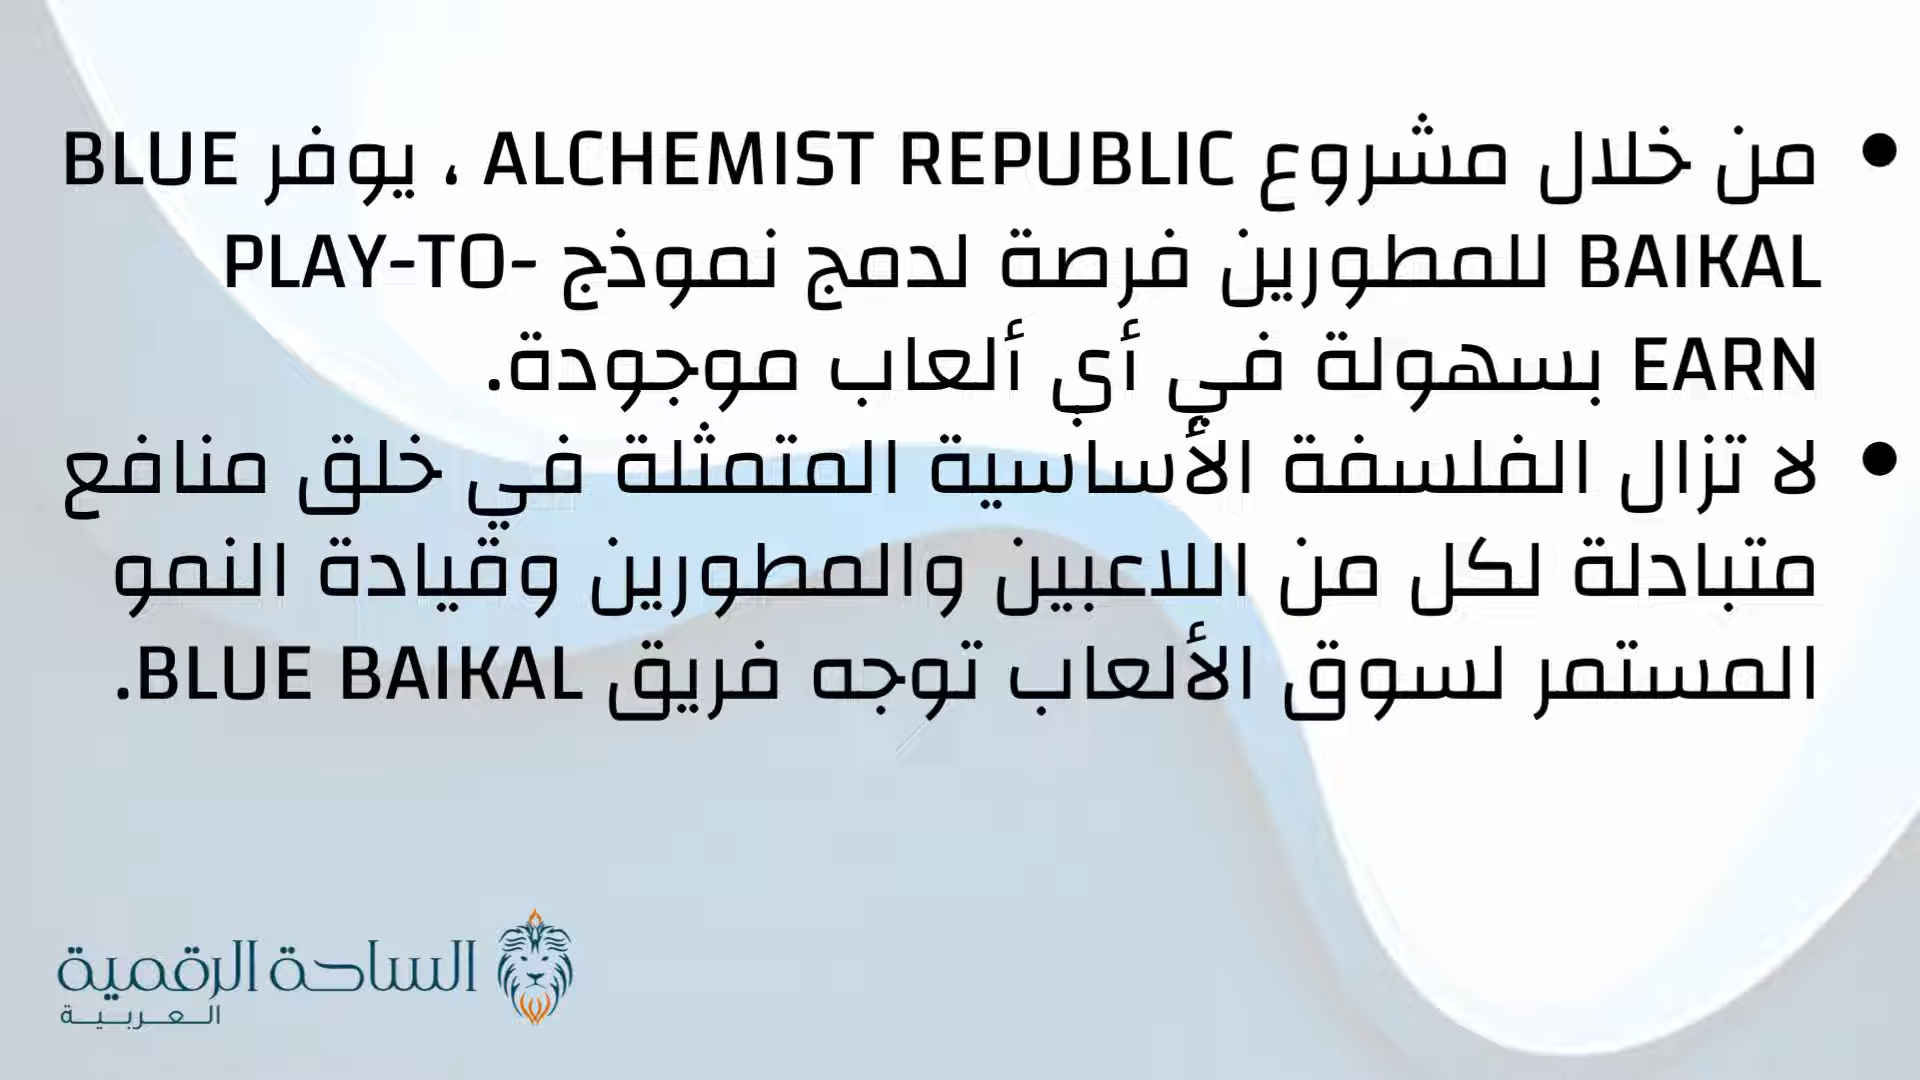 • من خلال مشروع ALCHEMIST REPUBLIC ، يوفر BLUE
BAIKAL للمطورين فرصة لدمج نموذج PLAY-TO-
EARN بسهولة في أي ألعاب موجودة.
• لا تزال الفلسفة الأساسية المتمثلة في خلق منافع
متبادلة لكل من اللاعبين والمطورين وقيادة النمو
المستمر لسوق الألعاب توجه فريق BLUE BAIKAL.
الساحة الرقمية
العربية